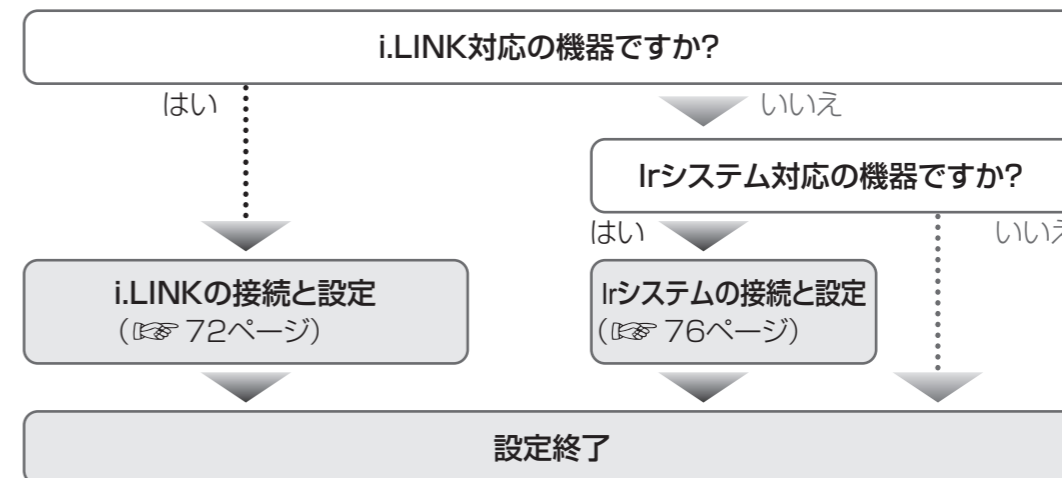 i.LINK対応の機器ですか?
はい
いいえ
Irシステム対応の機器ですか?
はい
いいえ
i.LINKの接続と設定
(☞ 72ページ)
Irシステムの接続と設定
(☞ 76ページ)
設定終了